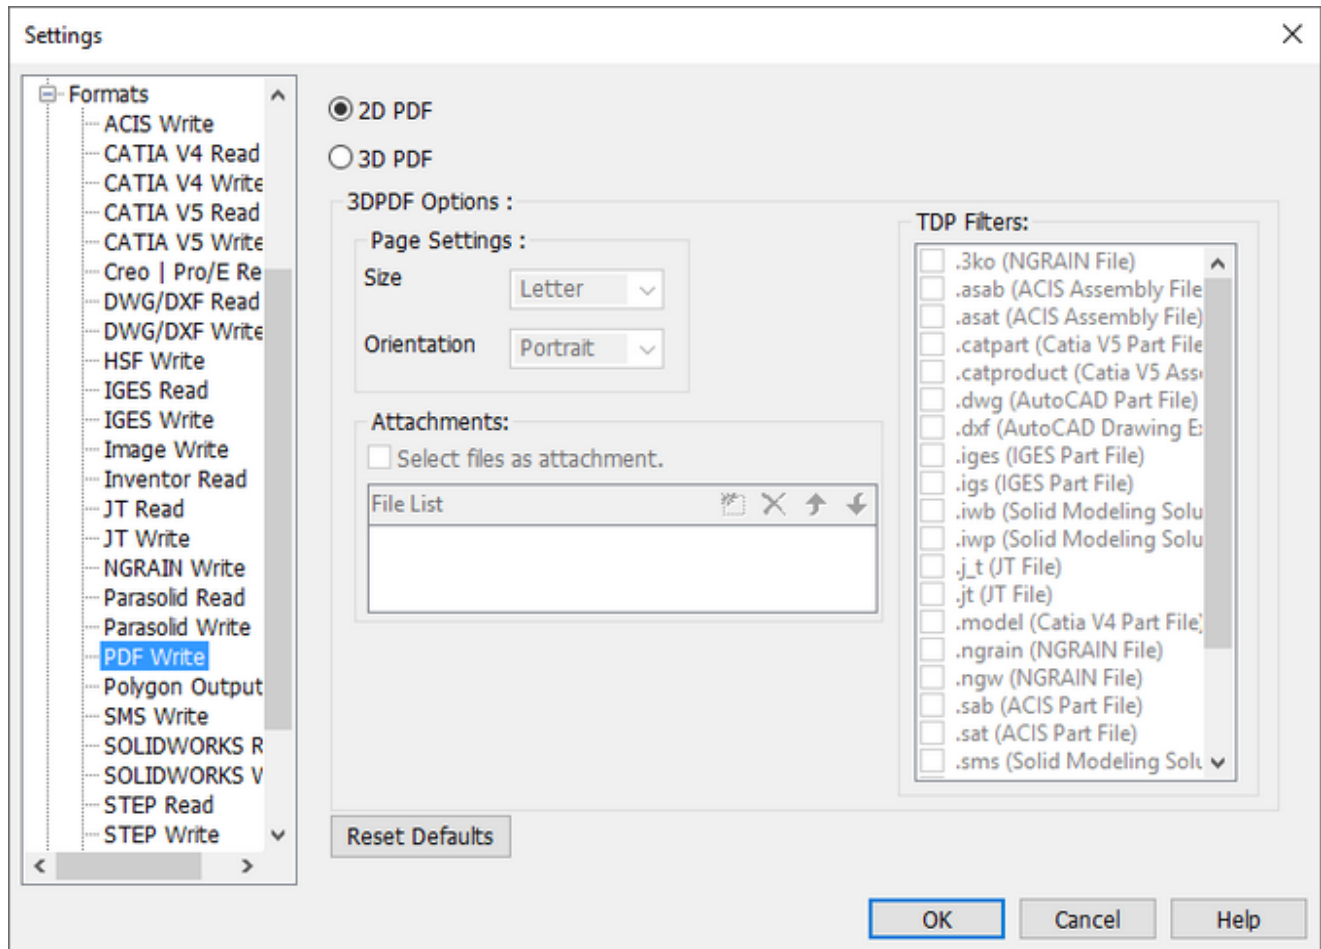 Settings
Formats
ACIS Write
CATIA V4 Read
CATIA V4 Write
CATIA V5 Read
CATIA V5 Write
Creo | Pro/E Re
DWG/DXF Read
DWG/DXF Write
HSF Write
IGES Read
IGES Write
Image Write
Inventor Read
JT Read
JT Write
NGRAIN Write
Parasolid Read
Parasolid Write
PDF Write
Polygon Output
SMS Write
SOLIDWORKS R
SOLIDWORKS W
STEP Read
STEP Write
2D PDF
3D PDF
3DPDF Options :
Page Settings :
Size
Letter
Orientation
Portrait
Attachments:
Select files as attachment.
File List
TDP Filters:
.3ko (NGRAIN File)
.asab (ACIS Assembly File
.asat (ACIS Assembly File)
.catpart (Catia V5 Part File
.catproduct (Catia V5 Ass
.dwg (AutoCAD Part File)
.dxf (AutoCAD Drawing E
.iges (IGES Part File)
.igs (IGES Part File)
.iwb (Solid Modeling Solu
.iwp (Solid Modeling Solu
.j_t (JT File)
.jt (JT File)
.model (Catia V4 Part File)
.ngrain (NGRAIN File)
.ngw (NGRAIN File)
.sab (ACIS Part File)
.sat (ACIS Part File)
.sms (Solid Modeling Solu
Reset Defaults
OK
Cancel
Help